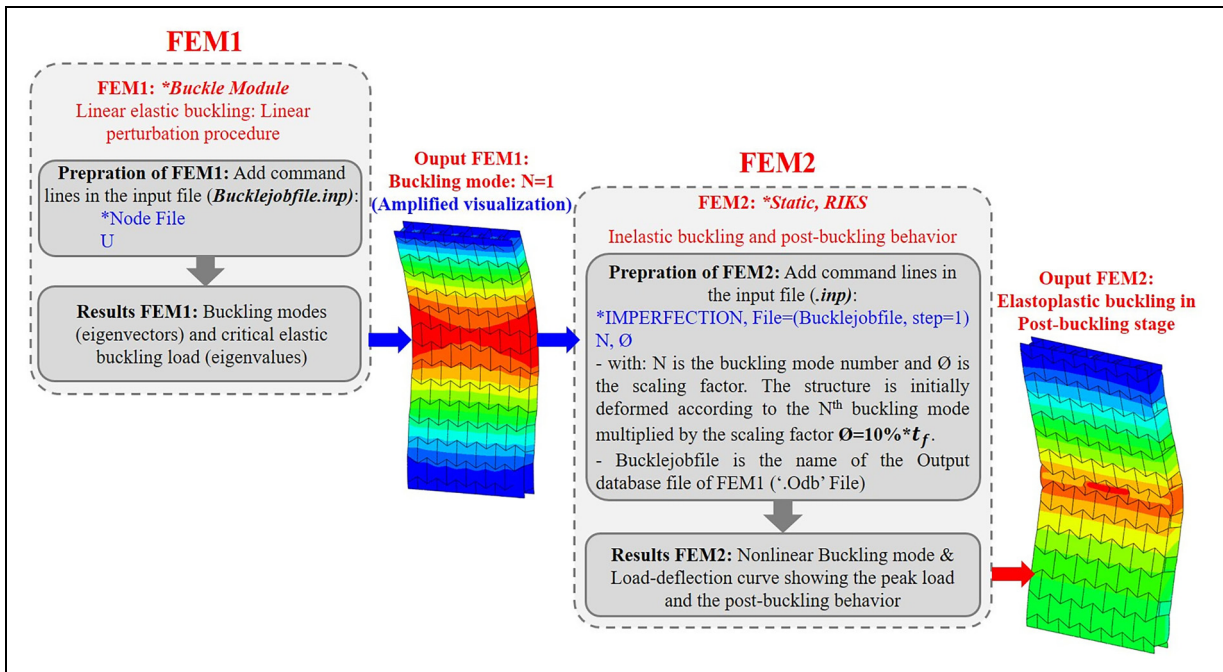 FEM1
FEM1: *Buckle Module
Linear elastic buckling: Linear
perturbation procedure
Prepration of FEM1: Add command
lines in the input file (Bucklejobfile.inp):
*Node File
U
Results FEM1: Buckling modes
(eigenvectors) and critical elastic
buckling load (eigenvalues)
Ouput FEM1:
Buckling mode: N=1
(Amplified visualization)
FEM2
FEM2: *Static, RIKS
Inelastic buckling and post-buckling behavior
Prepration of FEM2: Add command lines in
the input file (.inp):
*IMPERFECTION, File=(Bucklejobfile, step=1)
N, Ø
- with: N is the buckling mode number and Ø is
the scaling factor. The structure is initially
deformed according to the Nth buckling mode
multiplied by the scaling factor Ø=10%*tf.
- Bucklejobfile is the name of the Output
database file of FEM1 (‘.Odb’ File)
Results FEM2: Nonlinear Buckling mode &
Load-deflection curve showing the peak load
and the post-buckling behavior
Ouput FEM2:
Elastoplastic buckling in
Post-buckling stage